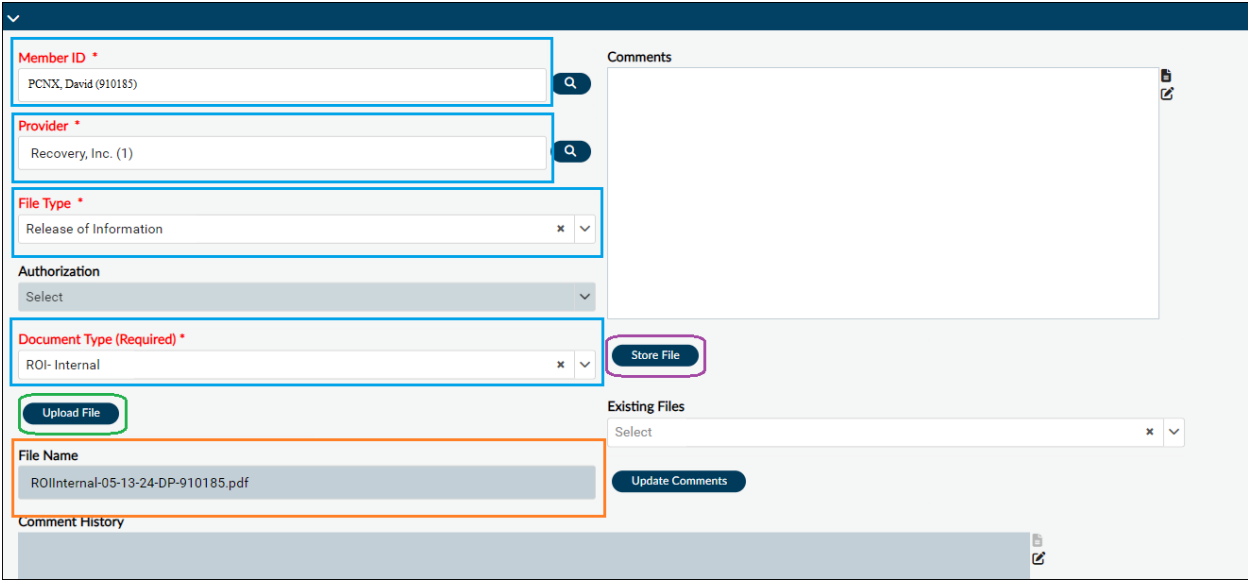 Member ID *
PCNX, David (910185)
Provider *
Recovery, Inc. (1)
File Type *
Release of Information
Authorization
Select
Document Type (Required) *
ROI- Internal
Upload File
File Name
ROIInternal-05-13-24-DP-910185.pdf
Comment History
Comments
Store File
Existing Files
Select
Update Comments